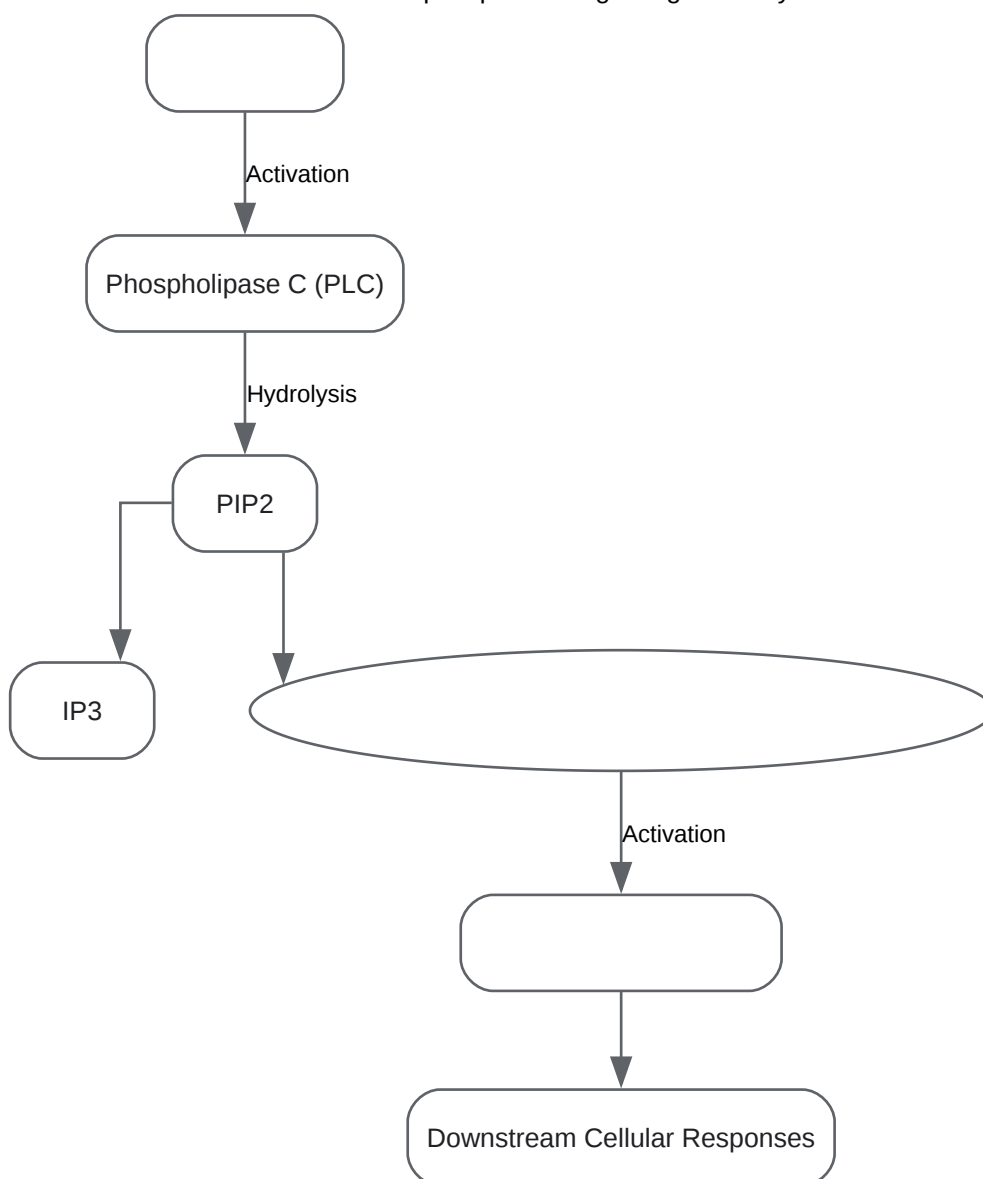 Activation
Phospholipase C (PLC)
Hydrolysis
PIP2
IP3
Activation
Downstream Cellular Responses